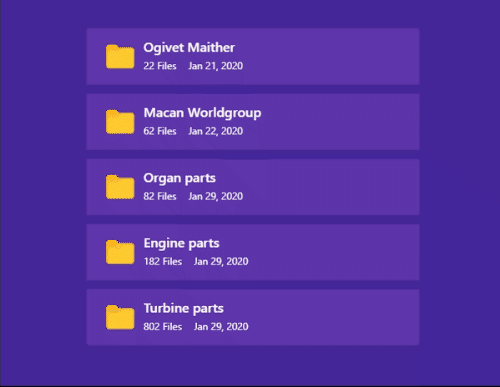 Ogivet Maither
22 Files Jan 21, 2020
Macan Worldgroup
62 Files Jan 22, 2020
Organ parts
82 Files Jan 29, 2020
Engine parts
182 Files Jan 29, 2020
Turbine parts
802 Files Jan 29, 2020